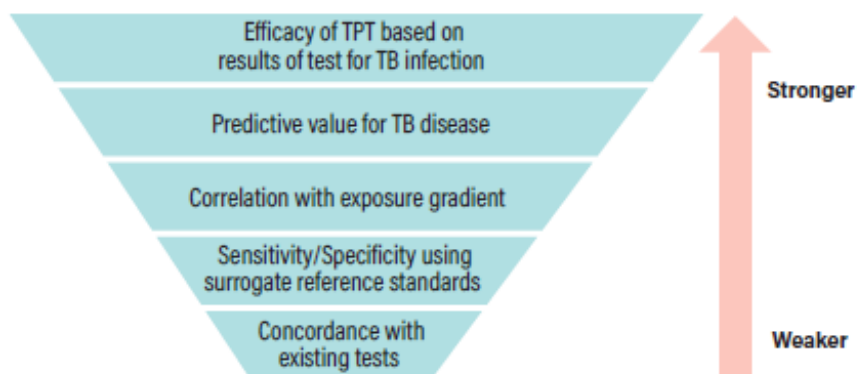 Efficacy of TPT based on
results of test for TB infection
Stronger
Predictive value for TB disease
Correlation with exposure gradient
Sensitivity/Specificity using
surrogate reference standards
Concordance with
existing tests
Weaker